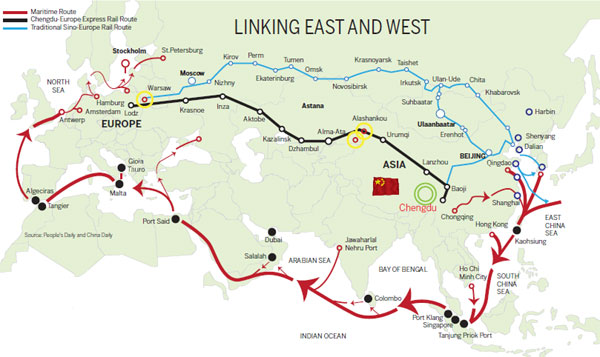 LINKING EAST AND WEST
Maritime Route
Chengdu-Europe Express Rail Route
Traditional Sino-Europe Rail Route
Stockholm
St.Petersburg
NORTH
SEA
Hamburg
Amsterdam
Antwerp
Warsaw
Lodz
EUROPE
Moscow
Nizhny
Kirov
Perm
Ekaterinburg
Tumen
Omsk
Novosibirsk
Krasnoyarsk
Taishet
Irkutsk
Ulan-Ude
Chita
Suhbaatar
Khabarovsk
Ulaanbaatar
Erenhot
Harbin
Shenyang
Dalian
BEIJING
Qingdao
Krasnoe
Inza
Aktobe
Kazalinsk
Dzhambul
Astana
Alma-Ata
Alashankou
Urumqi
ASIA
Lanzhou
Baoji
Chengdu
Chongqing
Shanghai
EAST
CHINA
SEA
Hong Kong
Kaohsiung
Gioia
Tsuro
Malta
Algeciras
Tangier
Port Said
Dubai
Salalah
ARABIAN SEA
Jawaharlal
Nehru Port
BAY OF BENGAL
Colombo
Ho Chi
Minh City
SOUTH
CHINA
SEA
Port Klang
Singapore
Tanjung Priok Port
INDIAN OCEAN
Source: People's Daily and China Daily